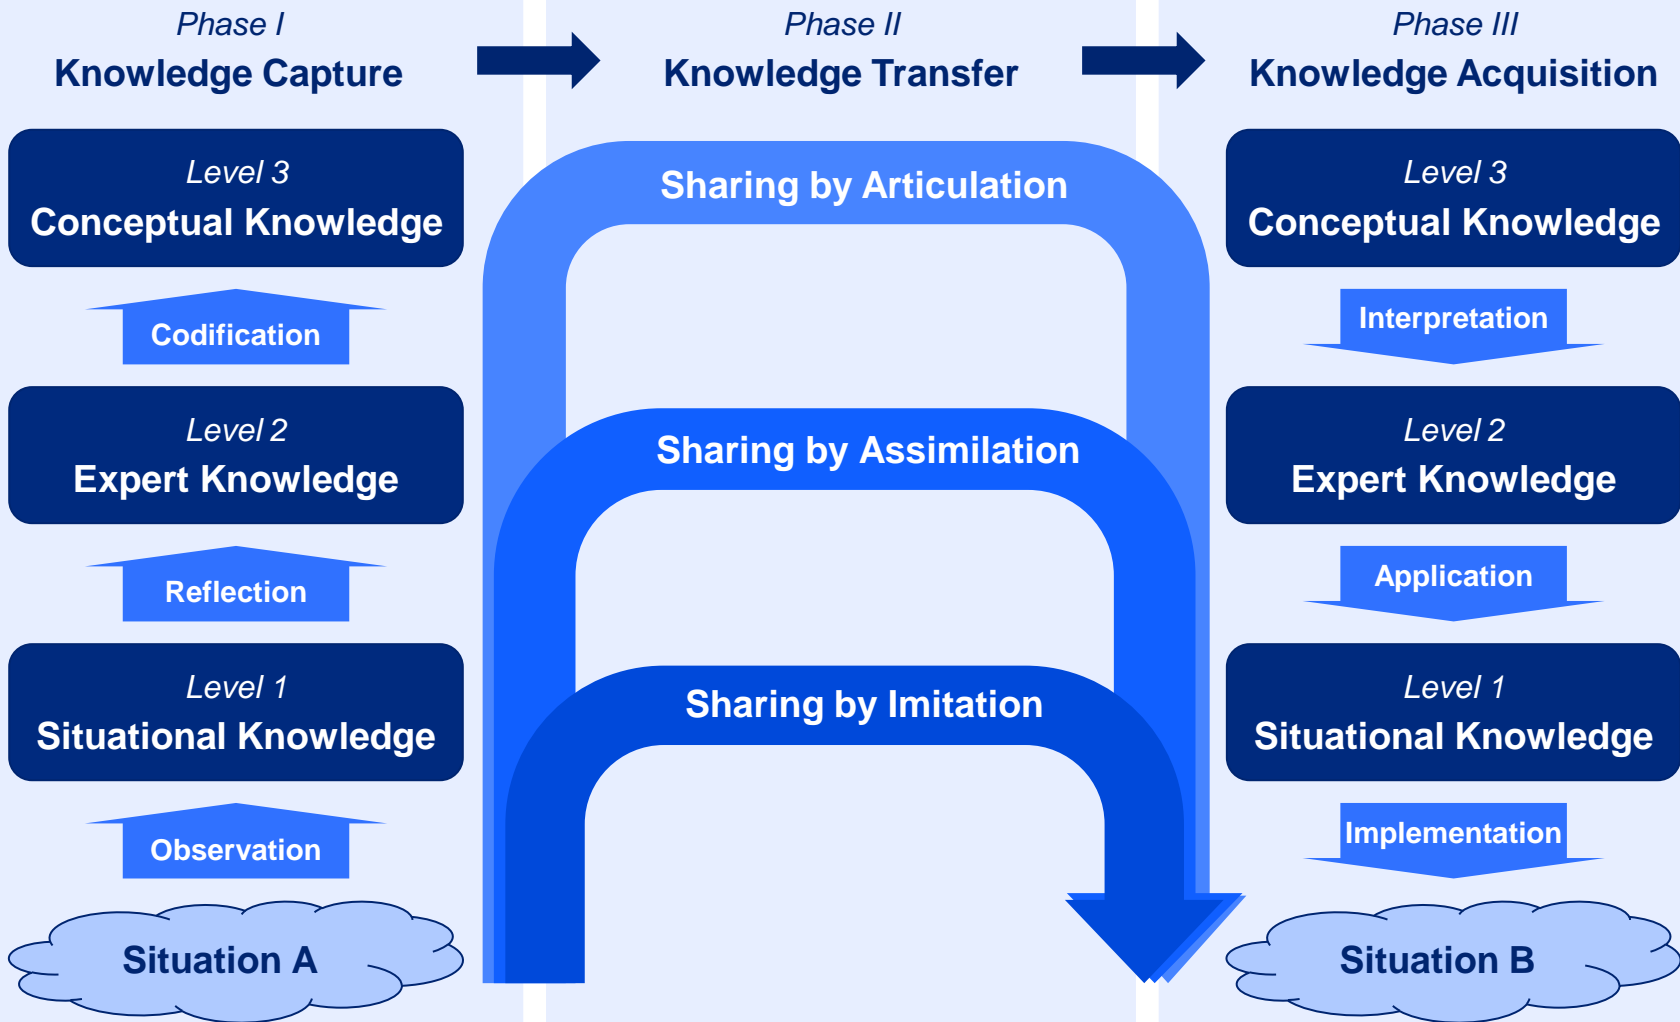 Phase I
Knowledge Capture
Phase II
Knowledge Transfer
Phase III
Knowledge Acquisition
Level 3
Conceptual Knowledge
Codification
Level 2
Expert Knowledge
Reflection
Level 1
Situational Knowledge
Observation
Situation A
Sharing by Articulation
Sharing by Assimilation
Sharing by Imitation
Level 3
Conceptual Knowledge
Interpretation
Level 2
Expert Knowledge
Application
Level 1
Situational Knowledge
Implementation
Situation B